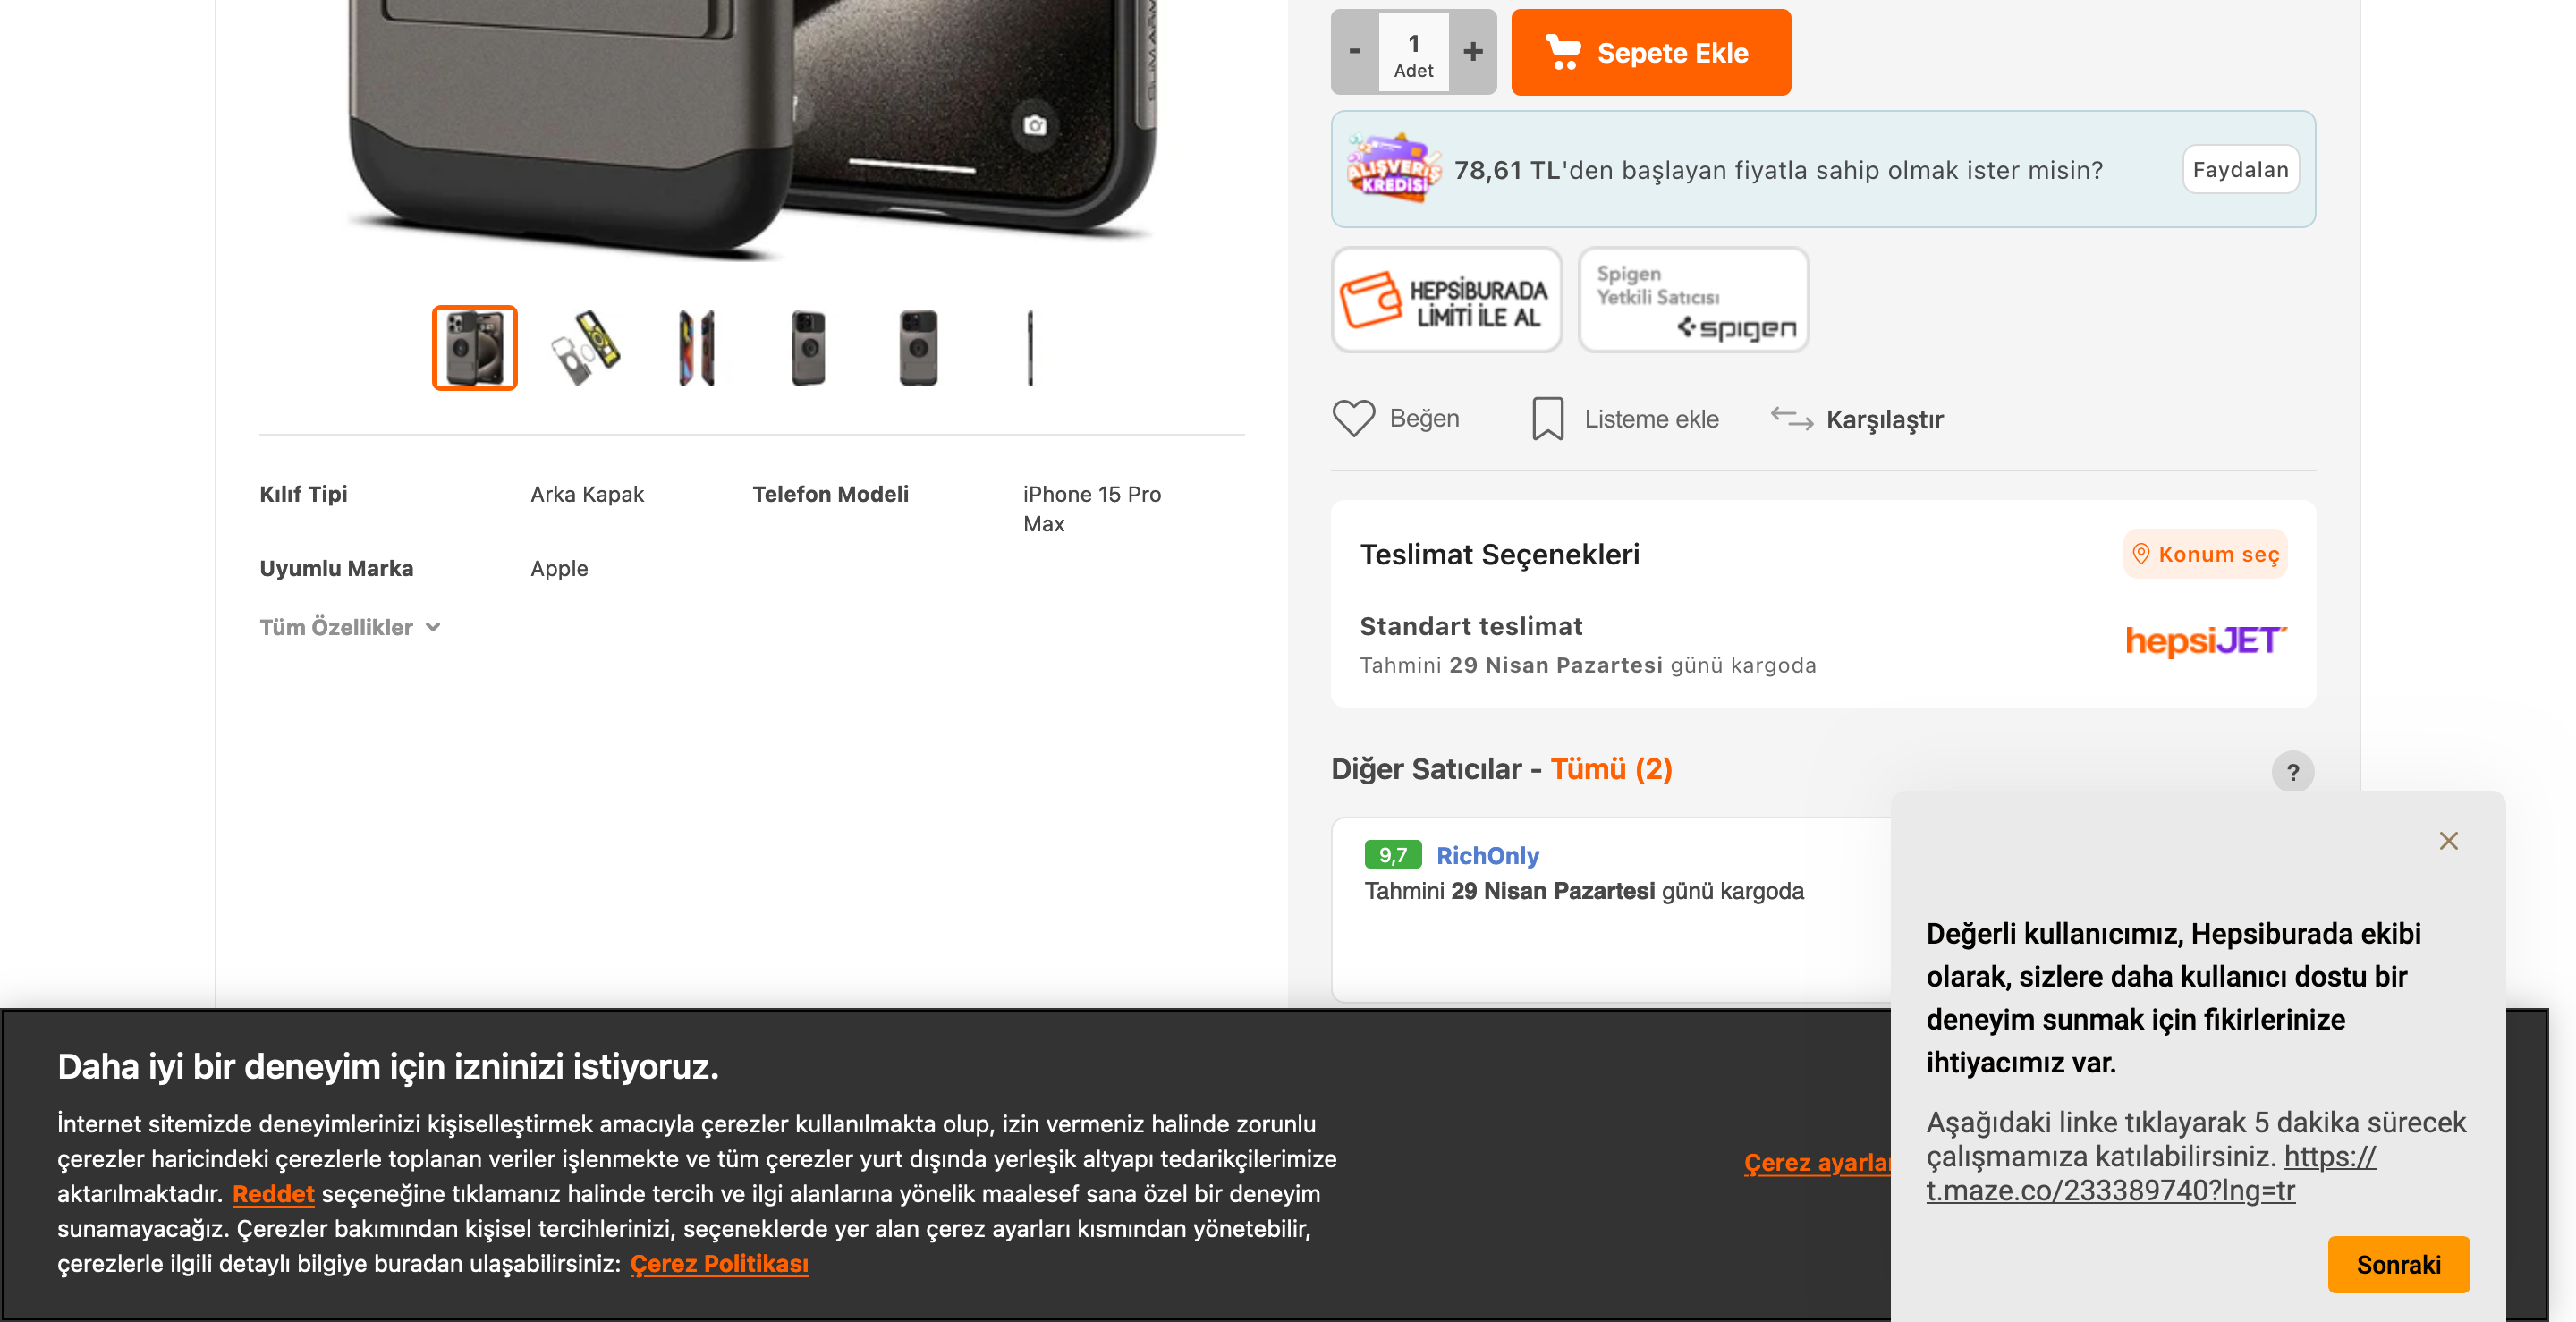 -
1
Adet
+
Sepete Ekle
ALIŞVERİŞ
KREDİSİ
78,61 TL'den başlayan fiyatla sahip olmak ister misin?
Faydalan
HEPSİBURADA
LİMİTİ İLE AL
Spigen
Yetkili Satıcısı
spigen
Beğen
Listeme ekle
Karşılaştır
Kılıf Tipi
Arka Kapak
Telefon Modeli
iPhone 15 Pro
Max
Uyumlu Marka
Apple
Tüm Özellikler
Teslimat Seçenekleri
Konum seç
Standart teslimat
Tahmini 29 Nisan Pazartesi günü kargoda
hepsiJET
Diğer Satıcılar - Tümü (2)
?
9,7 RichOnly
Tahmini 29 Nisan Pazartesi günü kargoda
Daha iyi bir deneyim için izninizi istiyoruz.
İnternet sitemizde deneyimlerinizi kişiselleştirmek amacıyla çerezler kullanılmakta olup, izin vermeniz halinde zorunlu
çerezler haricindeki çerezlerle toplanan veriler işlenmekte ve tüm çerezler yurt dışında yerleşik altyapı tedarikçilerimize
aktarılmaktadır. Reddet seçeneğine tıklamanız halinde tercih ve ilgi alanlarına yönelik maalesef sana özel bir deneyim
sunamayacağız. Çerezler bakımından kişisel tercihlerinizi, seçeneklerde yer alan çerez ayarları kısmından yönetebilir,
çerezlerle ilgili detaylı bilgiye buradan ulaşabilirsiniz: Çerez Politikası
Çerez ayarlar
Değerli kullanıcımız, Hepsiburada ekibi
olarak, sizlere daha kullanıcı dostu bir
deneyim sunmak için fikirlerinize
ihtiyacımız var.
Aşağıdaki linke tıklayarak 5 dakika sürecek
çalışmamıza katılabilirsiniz. https://
t.maze.co/233389740?lng=tr
Sonraki